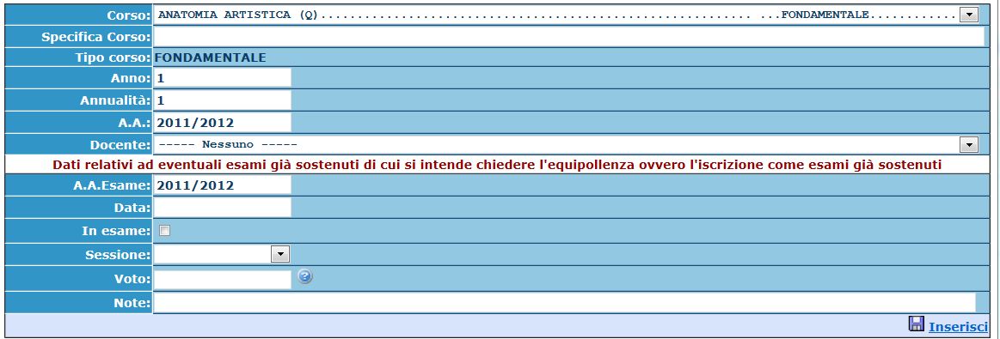 Corso: ANATOMIA ARTISTICA (Q)........................................................... ...FONDAMENTALE............
Specifica Corso:
Tipo corso: FONDAMENTALE
Anno: 1
Annualità: 1
A.A.: 2011/2012
Docente: ----- Nessuno -----
Dati relativi ad eventuali esami già sostenuti di cui si intende chiedere l'equipollenza ovvero l'iscrizione come esami già sostenuti
A.A.Esame: 2011/2012
Data:
In esame:
Sessione:
Voto: ?
Note:
Inserisci